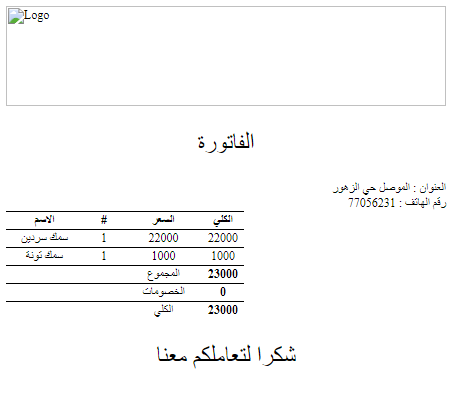 Logo
الفاتورة
العنوان : الموصل حي الزهور
رقم الهاتف : 77056231
الاسم # السعر الكلي
سمك سردين 1 22000 22000
سمك تونة 1 1000 1000
المجموع 23000
الخصومات 0
الكلي 23000
شكرا لتعاملكم معنا